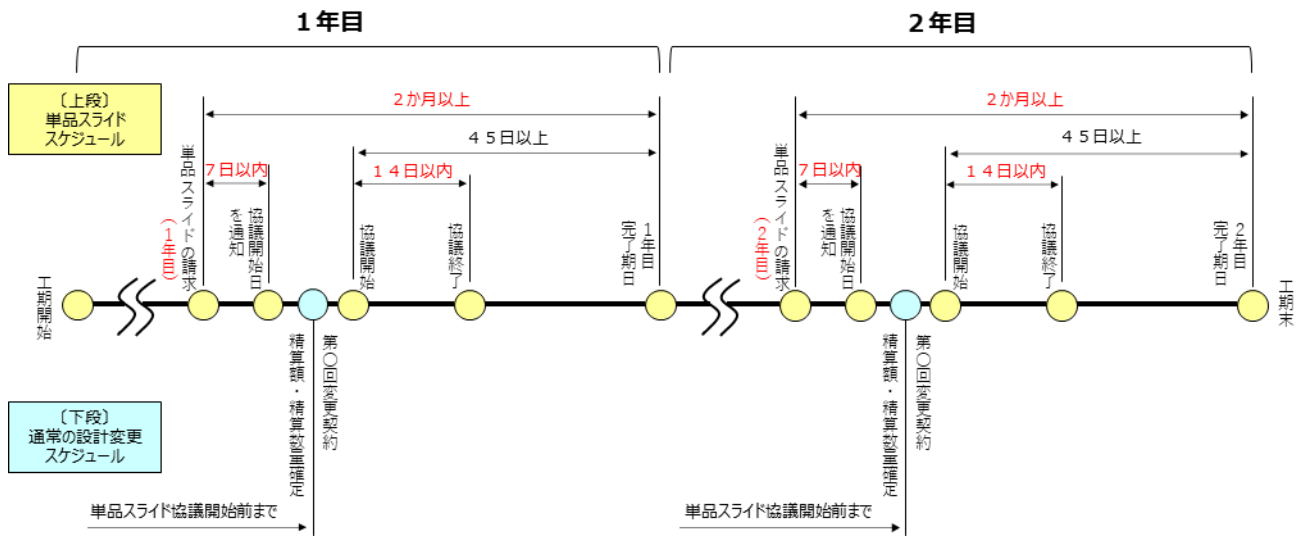 １年目
２年目
〔上段〕
単品スライド
スケジュール
２か月以上
４５日以上
７日以内
１４日以内
単品スライドの請求
（１年目）
協議開始日
を通知
協議開始
協議終了
１年目
完了期日
２か月以上
４５日以上
７日以内
１４日以内
単品スライドの請求
（２年目）
協議開始日
を通知
協議開始
協議終了
２年目
完了期日
工期開始
工期末
〔下段〕
通常の設計変更
スケジュール
第〇回変更契約
精算額・精算数量確定
単品スライド協議開始前まで
第〇回変更契約
精算額・精算数量確定
単品スライド協議開始前まで